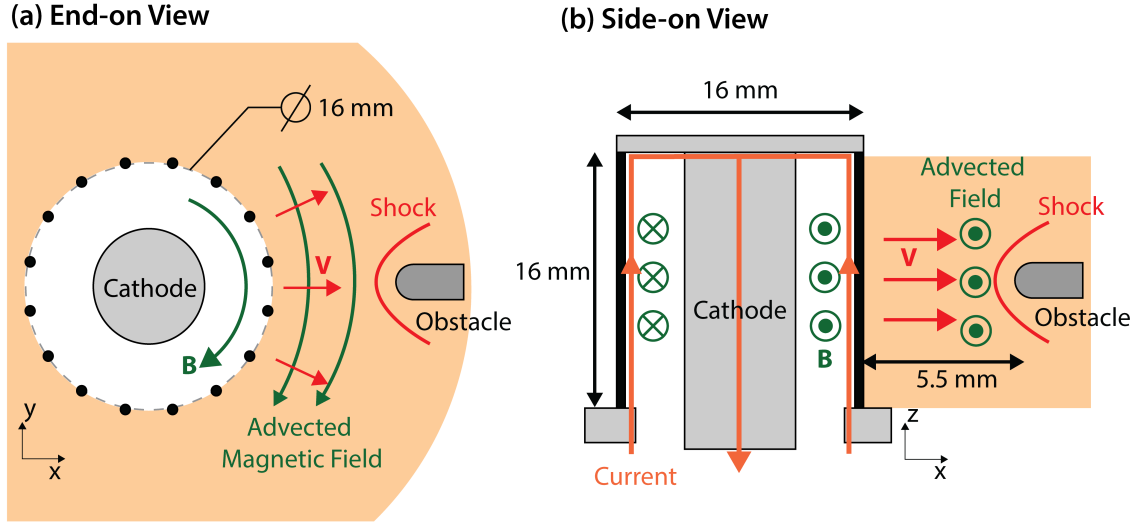 (a) End-on View
16 mm
Shock
V
Cathode
Obstacle
B
Advected
Magnetic Field
y
x
(b) Side-on View
16 mm
Advected
Field
Shock
V
16 mm
Cathode
Obstacle
B
5.5 mm
z
Current
x